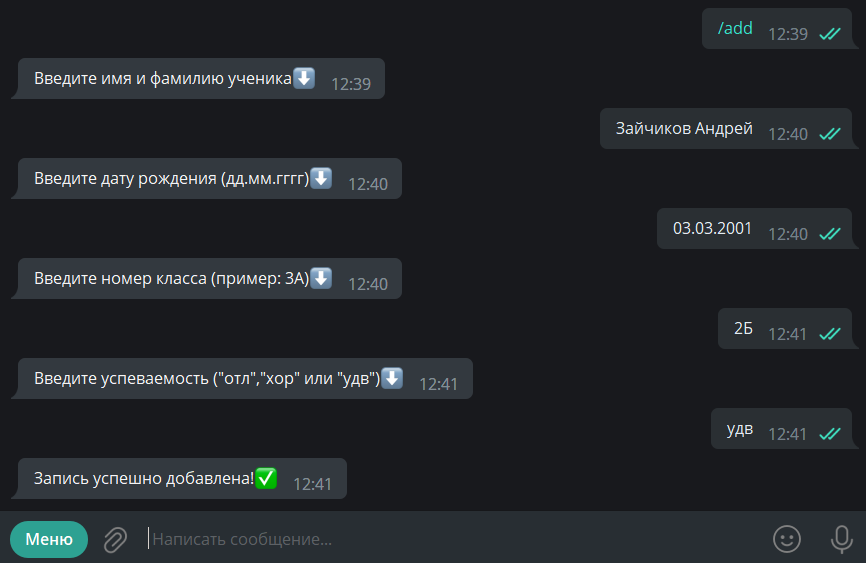 /add 12:39
Введите имя и фамилию ученика⬇️ 12:39
Зайчиков Андрей 12:40
Введите дату рождения (дд.мм.гггг)⬇️ 12:40
03.03.2001 12:40
Введите номер класса (пример: 3А)⬇️ 12:40
2Б 12:41
Введите успеваемость ("отл","хор" или "удв")⬇️ 12:41
удв 12:41
Запись успешно добавлена!✅ 12:41
Меню Написать сообщение...